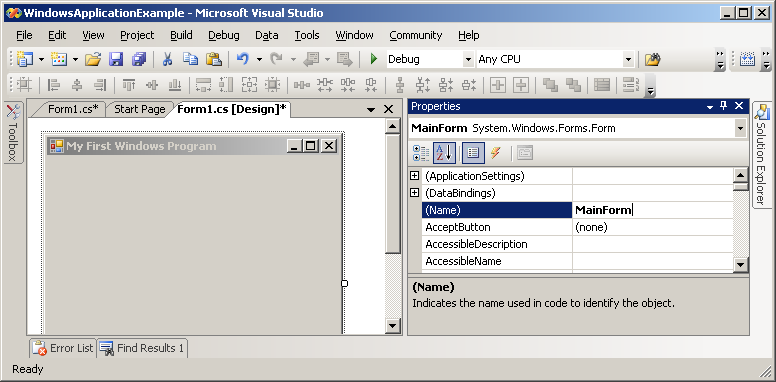 WindowsApplicationExample - Microsoft Visual Studio
File Edit View Project Build Debug Data Tools Window Community Help
Debug Any CPU
Toolbox
Form1.cs* Start Page Form1.cs [Design]*
My First Windows Program
Properties
MainForm System.Windows.Forms.Form
(ApplicationSettings)
(DataBindings)
(Name) MainForm
AcceptButton (none)
AccessibleDescription
AccessibleName
(Name)
Indicates the name used in code to identify the object.
Solution Explorer
Error List Find Results 1
Ready